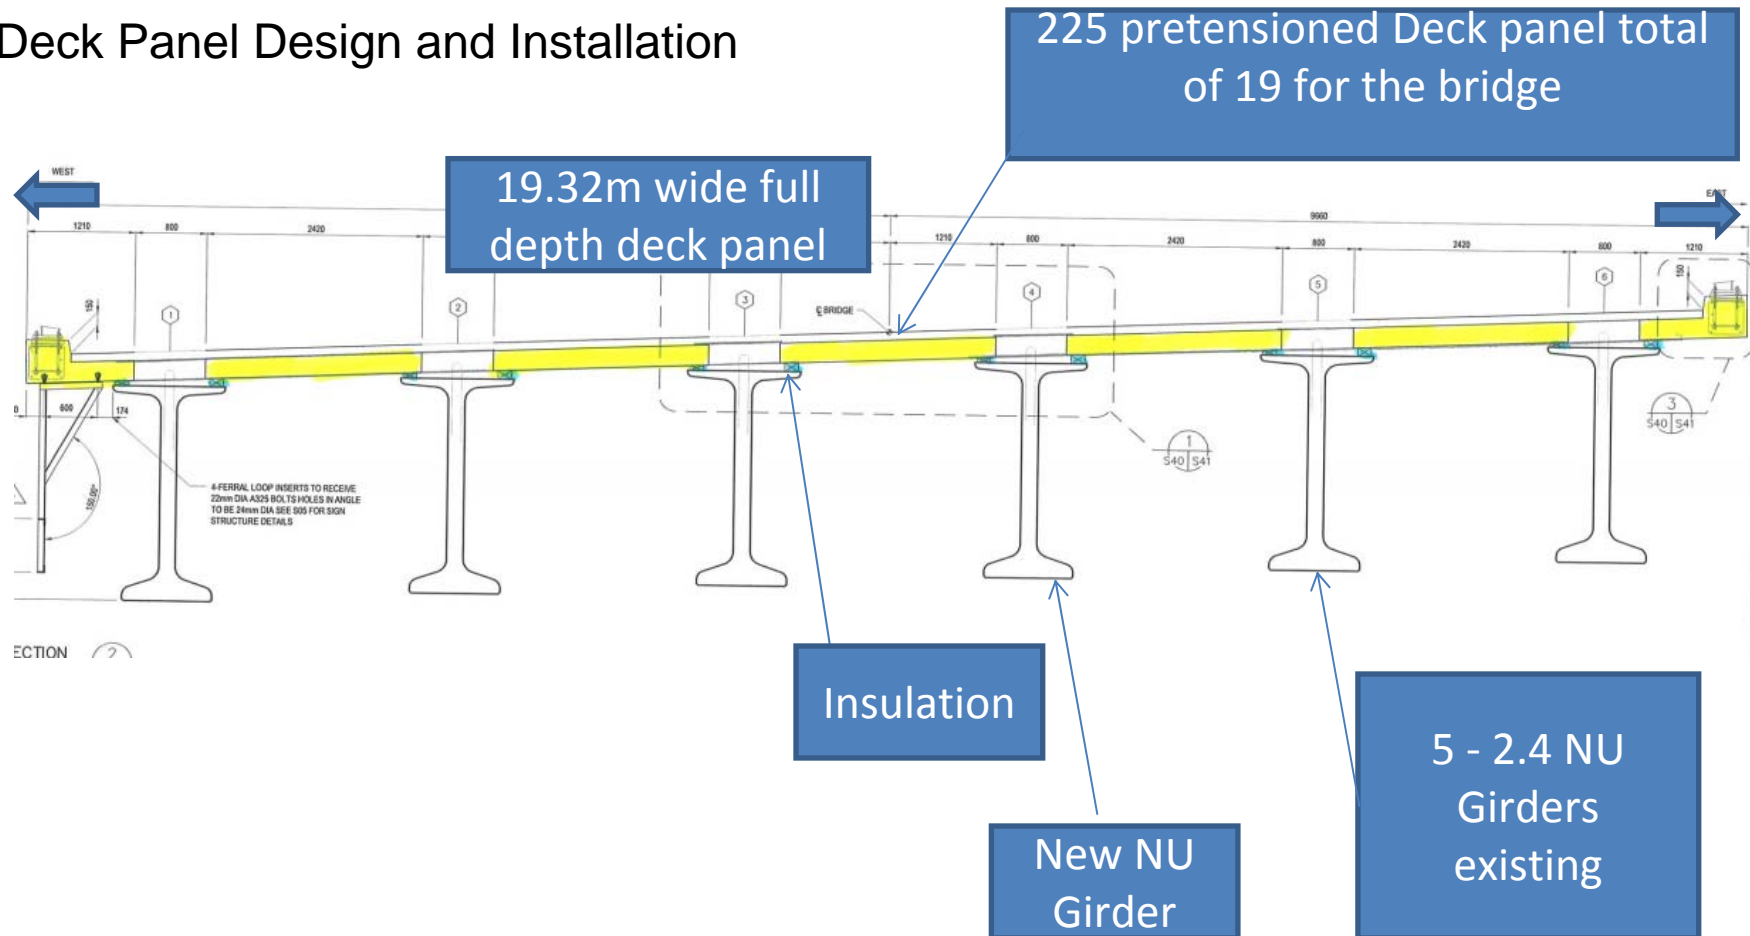 Deck Panel Design and Installation
225 pretensioned Deck panel total
of 19 for the bridge
19.32m wide full
depth deck panel
WEST
EAST
9660
1210 800 2420
1210 800 2420 800 2420 800 1210
150
150
1
2
3
4
5
6
BRIDGE
600 174
150.00°
4-FERRAL LOOP INSERTS TO RECEIVE
22mm DIA A325 BOLTS HOLES IN ANGLE
TO BE 24mm DIA SEE S05 FOR SIGN
STRUCTURE DETAILS
1
S40 S41
3
S40 S41
ECTION 2
Insulation
New NU
Girder
5 - 2.4 NU
Girders
existing